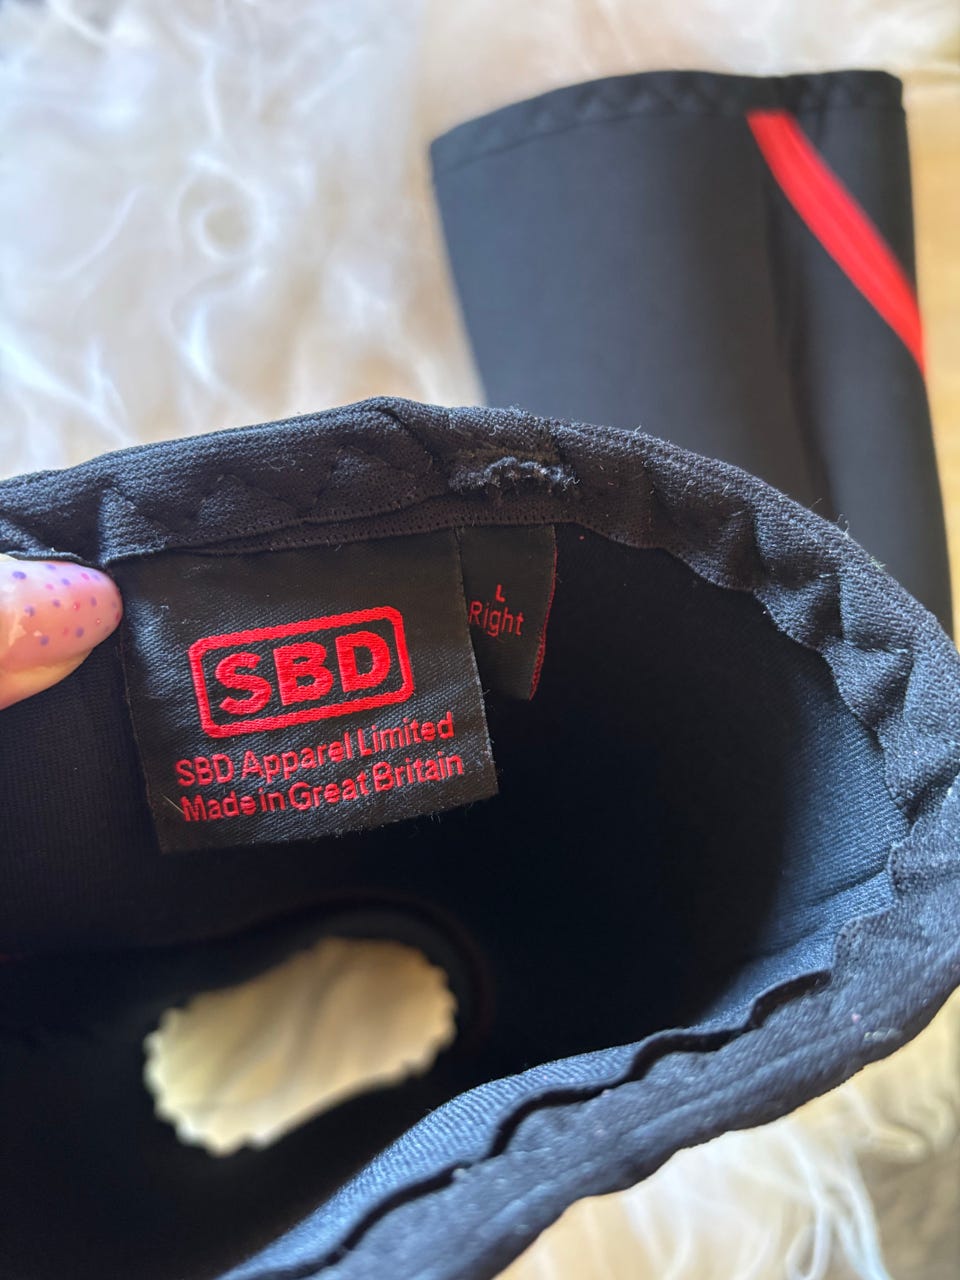 SBD
SBD Apparel Limited
Made in Great Britain
L
Right